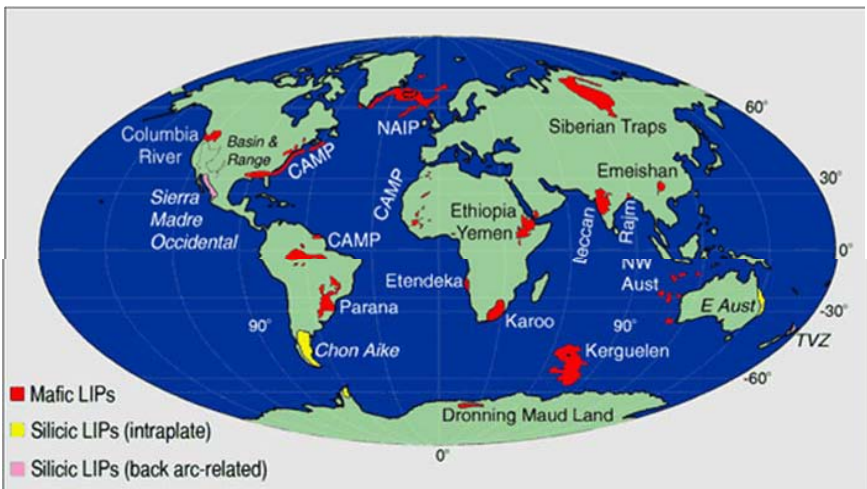 60°
Columbia
River
Basin &
Range
NAIP
CAMP
Siberian Traps
Emeishan
30°
Sierra
Madre
Occidental
CAMP
CAMP
Ethiopia
-Yemen
Deccan
Rajm
0°
NW
Aust
Etendeka
Parana
Karoo
E Aust
-30°
90°
90°
TVZ
Chon Aike
Kerguelen
-60°
Mafic LIPs
Dronning Maud Land
Silicic LIPs (intraplate)
0°
Silicic LIPs (back arc-related)